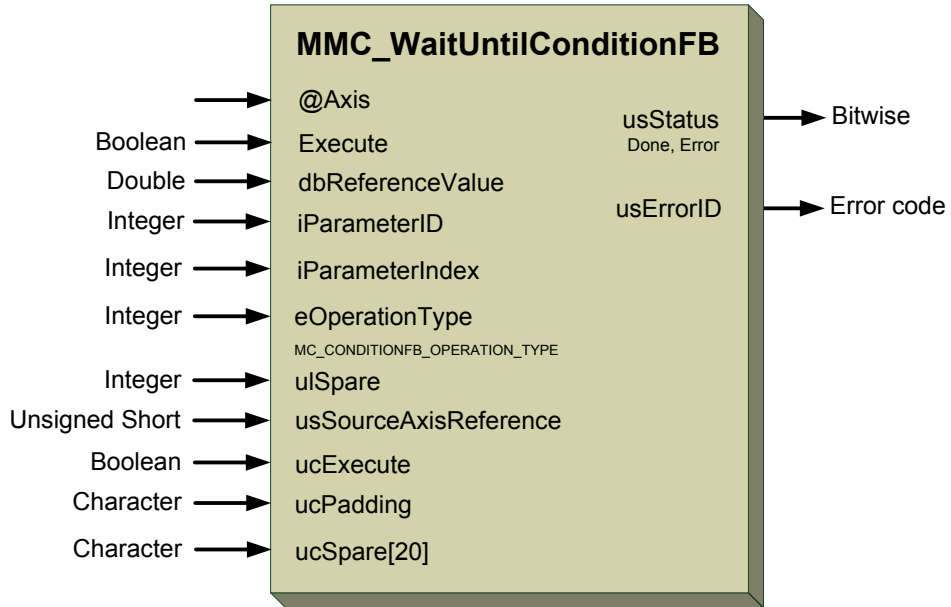 MMC_WaitUntilConditionFB
@Axis
Boolean
Execute
Double
dbReferenceValue
Integer
iParameterID
Integer
iParameterIndex
Integer
eOperationType
MC_CONDITIONFB_OPERATION_TYPE
Integer
ulSpare
Unsigned Short
usSourceAxisReference
Boolean
ucExecute
Character
ucPadding
Character
ucSpare[20]
usStatus
Done, Error
Bitwise
usErrorID
Error code